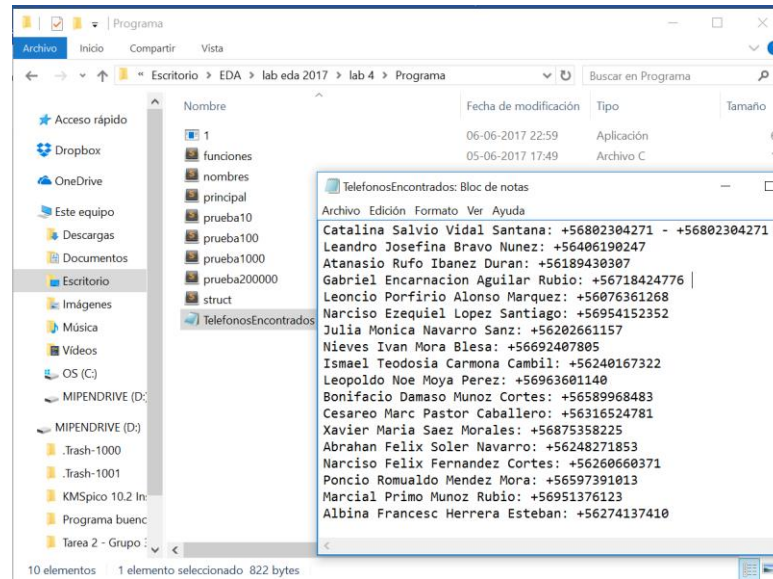 Programa
Archivo Inicio Compartir Vista
« Escritorio > EDA > lab eda 2017 > lab 4 > Programa
Buscar en Programa
Acceso rápido
Dropbox
OneDrive
Este equipo
Descargas
Documentos
Escritorio
Imágenes
Música
Vídeos
OS (C:)
MIPENDRIVE (D:
MIPENDRIVE (D:)
.Trash-1000
.Trash-1001
KMSpico 10.2 In
Programa buenc
Tarea 2 - Grupo
Nombre Fecha de modificación Tipo Tamaño
1 06-06-2017 22:59 Aplicación
funciones 05-06-2017 17:49 Archivo C
nombres
principal
prueba10
prueba100
prueba1000
prueba200000
struct
TelefonosEncontrados
TelefonosEncontrados: Bloc de notas
Archivo Edición Formato Ver Ayuda
Catalina Salvio Vidal Santana: +56802304271 - +56802304271
Leandro Josefina Bravo Nunez: +56406190247
Atanasio Rufo Ibanez Duran: +56189430307
Gabriel Encarnacion Aguilar Rubio: +56718424776
Leoncio Porfirio Alonso Marquez: +56076361268
Narciso Ezequiel Lopez Santiago: +56954152352
Julia Monica Navarro Sanz: +56202661157
Nieves Ivan Mora Blesa: +56692407805
Ismael Teodosia Carmona Cambil: +56240167322
Leopoldo Noe Moya Perez: +56963601140
Bonifacio Damaso Munoz Cortes: +56589968483
Cesareo Marc Pastor Caballero: +56316524781
Xavier Maria Saez Morales: +56875358225
Abrahan Felix Soler Navarro: +56248271853
Narciso Felix Fernandez Cortes: +56260660371
Poncio Romualdo Mendez Mora: +56597391013
Marcial Primo Munoz Rubio: +56951376123
Albina Francesc Herrera Esteban: +56274137410
10 elementos 1 elemento seleccionado 822 bytes